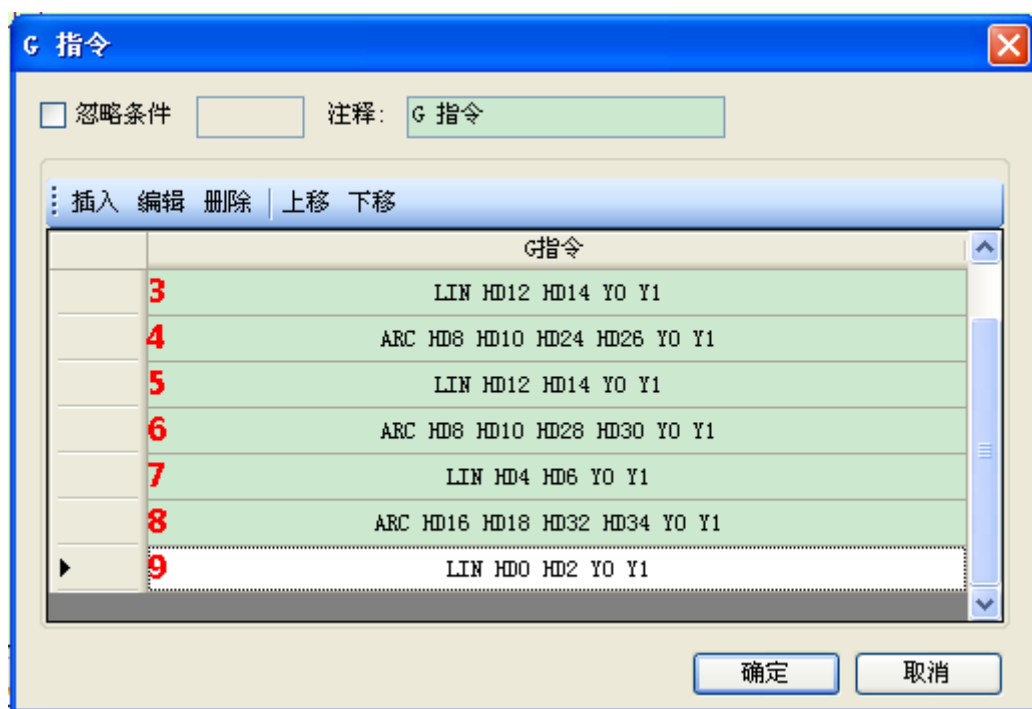 G 指令
忽略条件 注释: G 指令
插入 编辑 删除 上移 下移
G指令
3 LIN HD12 HD14 Y0 Y1
4 ARC HD8 HD10 HD24 HD26 Y0 Y1
5 LIN HD12 HD14 Y0 Y1
6 ARC HD8 HD10 HD28 HD30 Y0 Y1
7 LIN HD4 HD6 Y0 Y1
8 ARC HD16 HD18 HD32 HD34 Y0 Y1
9 LIN HD0 HD2 Y0 Y1
确定 取消